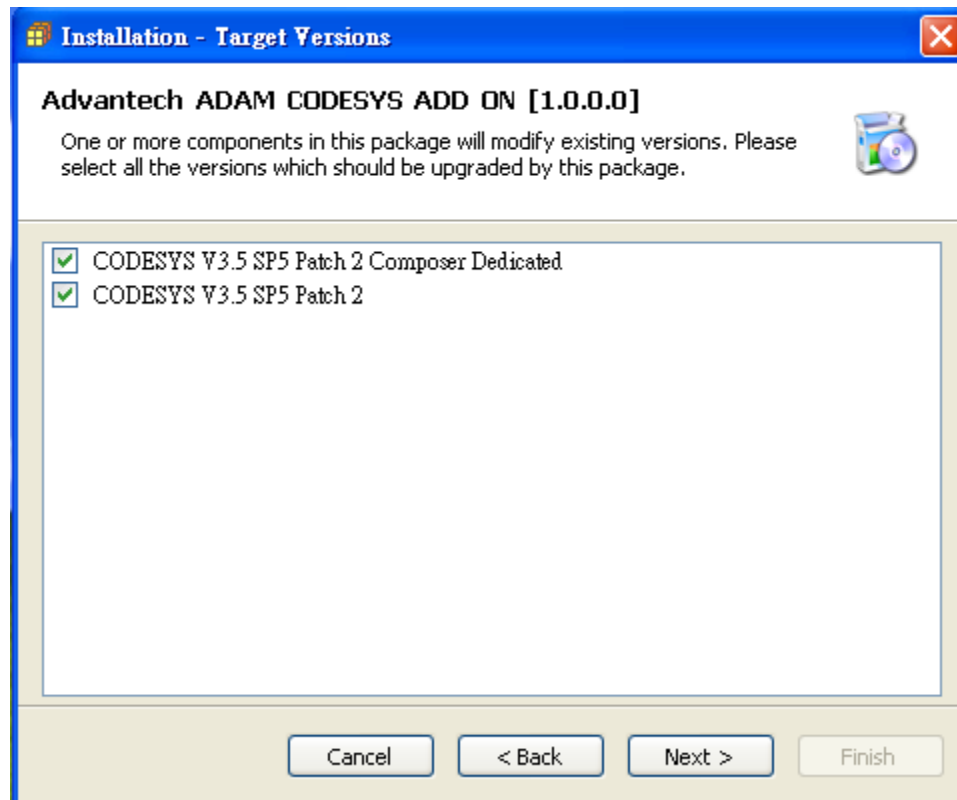 Installation - Target Versions
Advantech ADAM CODESYS ADD ON [1.0.0.0]
One or more components in this package will modify existing versions. Please
select all the versions which should be upgraded by this package.
CODESYS V3.5 SP5 Patch 2 Composer Dedicated
CODESYS V3.5 SP5 Patch 2
Cancel
< Back
Next >
Finish